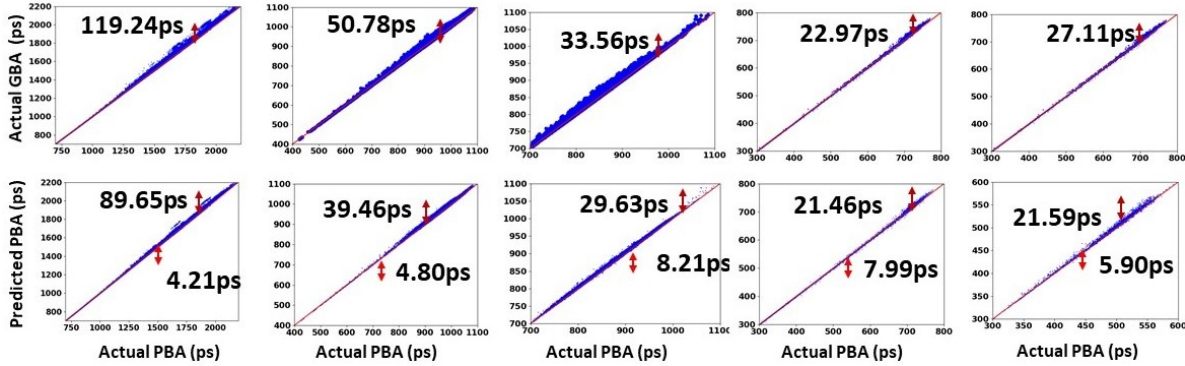 Actual GBA (ps)
2200
2000
1800
1600
1400
1200
1000
800
119.24ps
750 1000 1250 1500 1750 2000
1100
1000
900
800
700
600
500
400
50.78ps
400 500 600 700 800 900 1000 1100
1100
1050
1000
950
900
850
800
750
700
33.56ps
700 800 900 1000 1100
800
700
600
500
400
300
22.97ps
300 400 500 600 700 800
800
700
600
500
400
300
27.11ps
300 400 500 600 700 800
Predicted PBA (ps)
2200
2000
1800
1600
1400
1200
1000
800
89.65ps
4.21ps
750 1000 1250 1500 1750 2000
Actual PBA (ps)
1100
1000
900
800
700
600
500
400
39.46ps
4.80ps
400 500 600 700 800 900 1000 1100
Actual PBA (ps)
1100
1050
1000
950
900
850
800
750
700
29.63ps
8.21ps
700 800 900 1000 1100
Actual PBA (ps)
800
700
600
500
400
300
21.46ps
7.99ps
300 400 500 600 700 800
Actual PBA (ps)
600
550
500
450
400
350
300
21.59ps
5.90ps
300 350 400 450 500 550 600
Actual PBA (ps)